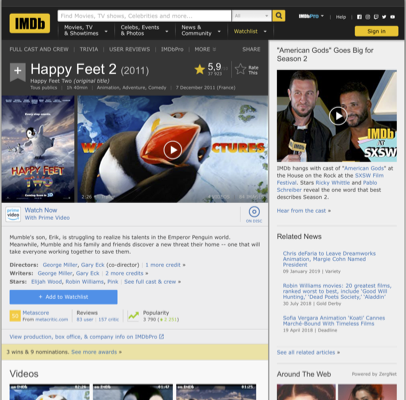 IMDb
Find Movies, TV shows, Celebrities and more...
All
IMDbPro
Help
Movies, TV & Showtimes
Celebs, Events & Photos
News & Community
Watchlist
Sign in
FULL CAST AND CREW | TRIVIA | USER REVIEWS | IMDbPro | MORE
SHARE
Happy Feet 2 (2011)
5,9
Rate This
Happy Feet Two (original title)
Tous publics | 1h 40min | Animation, Adventure, Comedy | 7 December 2011 (France)
HAPPY FEET
TWO
2:26
Watch Now
With Prime Video
ON DISC
Mumble's son, Erik, is struggling to realize his talents in the Emperor Penguin world.
Meanwhile, Mumble and his family and friends discover a new threat their home -- one that will
take everyone working together to save them.
Directors: George Miller, Gary Eck (co-director) | 1 more credit »
Writers: George Miller, Gary Eck | 2 more credits »
Stars: Elijah Wood, Robin Williams, Pink | See full cast & crew »
+ Add to Watchlist
Metascore
From metacritic.com
Reviews
83 user | 157 critic
Popularity
3 790
View production, box office, & company info on IMDbPro
3 wins & 9 nominations. See more awards »
Videos
"American Gods" Goes Big for
Season 2
IMDb
at
SXSW
IMDb hangs with cast of "American Gods" at
the House on the Rock at the SXSW Film
Festival. Stars Ricky Whittle and Pablo
Schreiber reveal the one word that best
describes Season 2.
Hear from the cast »
Related News
Chris deFaria to Leave Dreamworks
Animation, Margie Cohn Named
President
09 January 2019 | Variety
Robin Williams movies: 20 greatest films,
ranked worst to best, include 'Good Will
Hunting,' 'Dead Poets Society,' 'Aladdin'
30 July 2018 | Gold Derby
Sofia Vergara Animation 'Koati' Cannes
Marché-Bound With Timeless Films
19 April 2018 | Deadline
See all related articles »
Around The Web
Powered by ZergNet